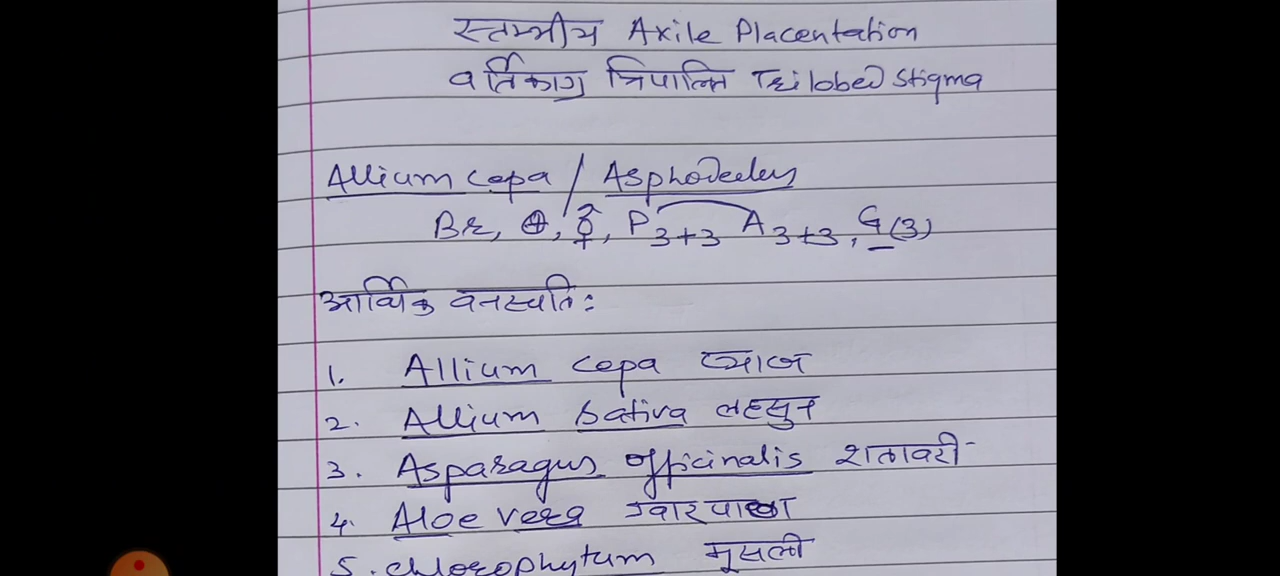 स्तम्भीय Axile Placentation
वर्तिकाग्र त्रिपालित Trilobed Stigma
Allium cepa / Asphodelus
Br, ⊕, ⚥, P3+3 A3+3, G(3)
आर्थिक वनस्पति:
1. Allium cepa प्याज
2. Allium sativa लहसुन
3. Asparagus officinalis शतावरी
4. Aloe vera ग्वारपाठा
5. Chlorophytum मूसली